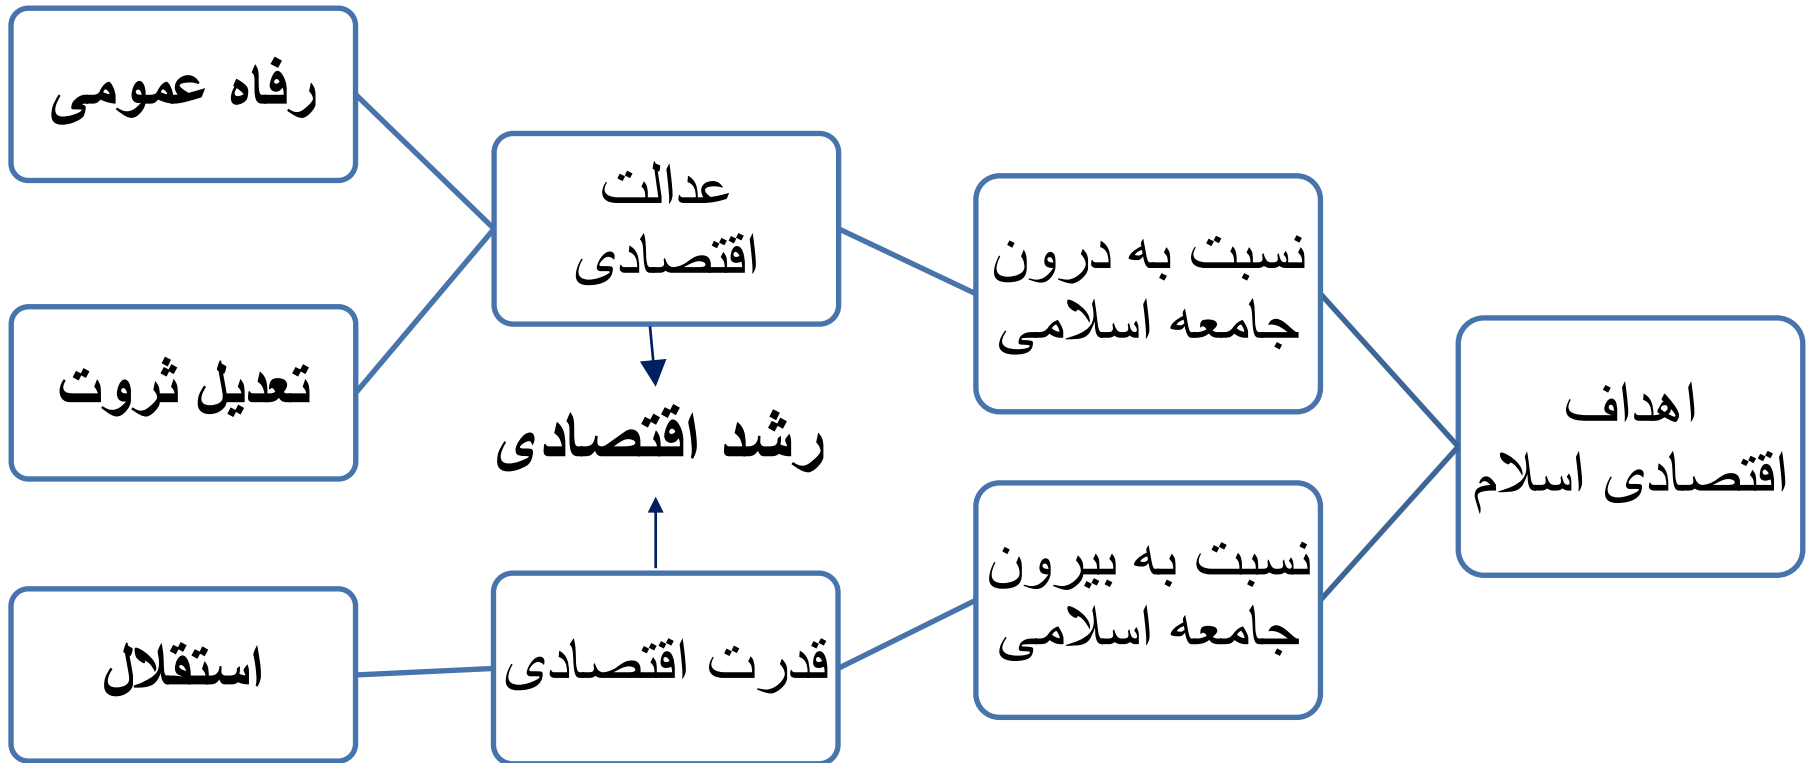 اهداف
اقتصادی اسلام
نسبت به درون
جامعه اسلامی
نسبت به بیرون
جامعه اسلامی
عدالت
اقتصادی
رشد اقتصادی
قدرت اقتصادی
رفاه عمومی
تعدیل ثروت
استقلال